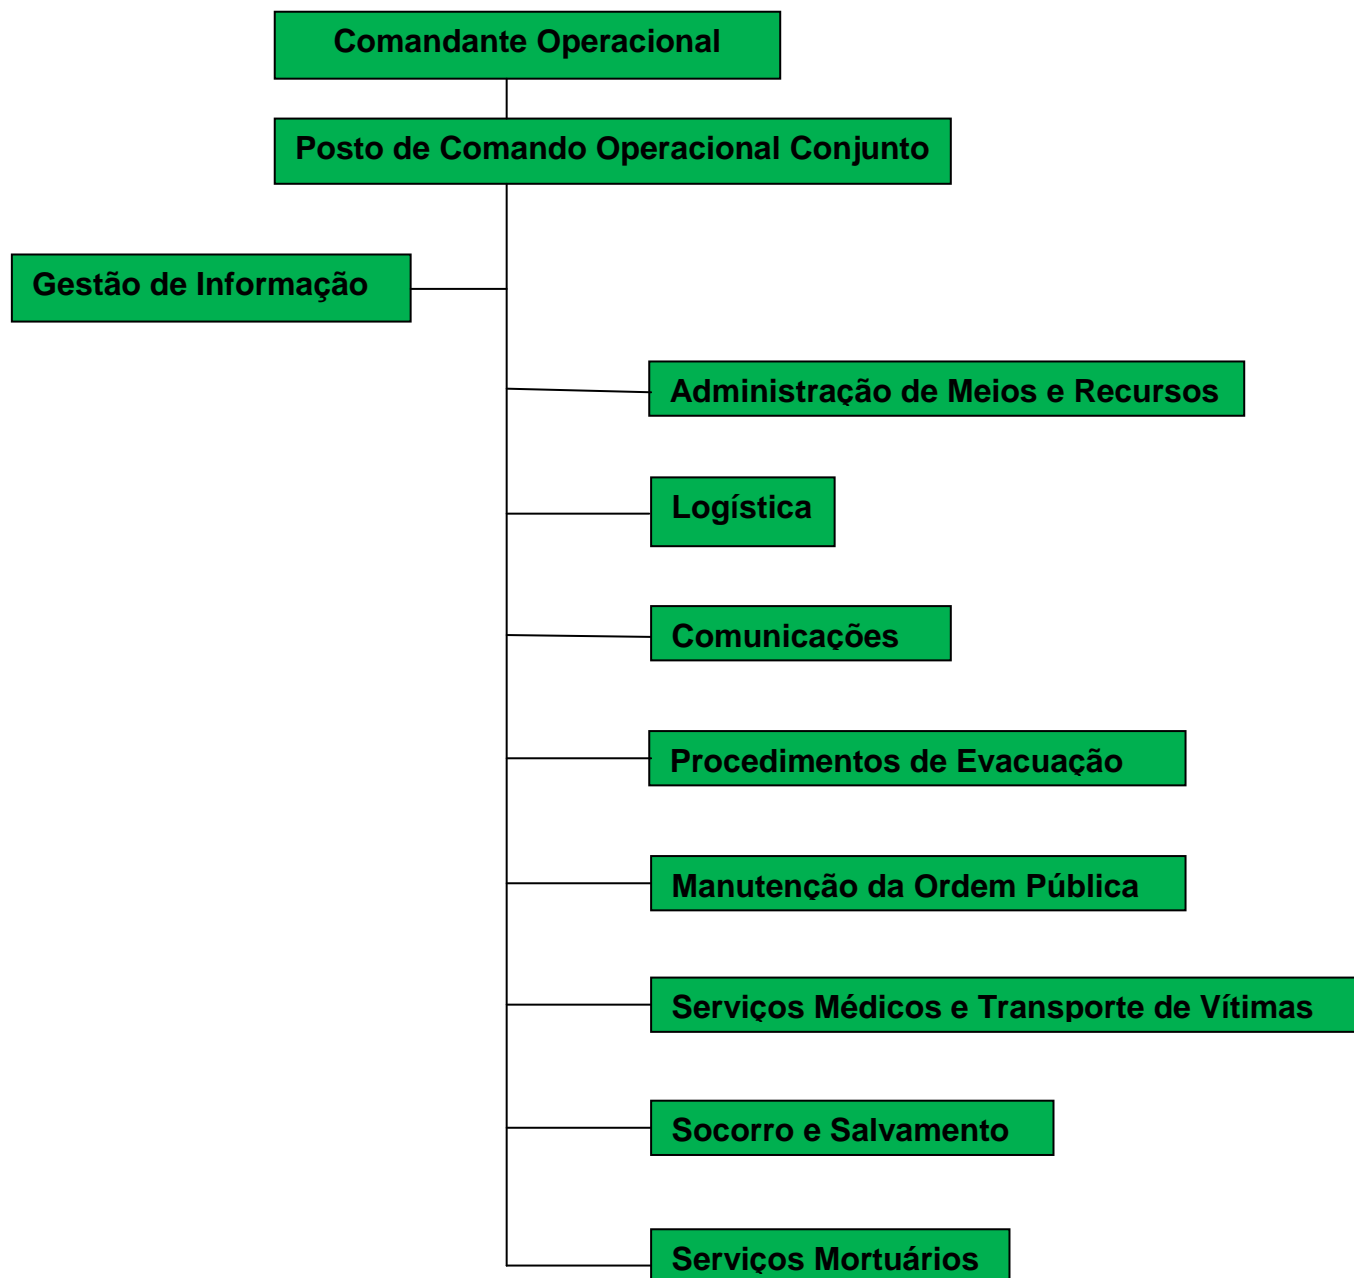 Comandante Operacional
Posto de Comando Operacional Conjunto
Gestão de Informação
Administração de Meios e Recursos
Logística
Comunicações
Procedimentos de Evacuação
Manutenção da Ordem Pública
Serviços Médicos e Transporte de Vítimas
Socorro e Salvamento
Serviços Mortuários